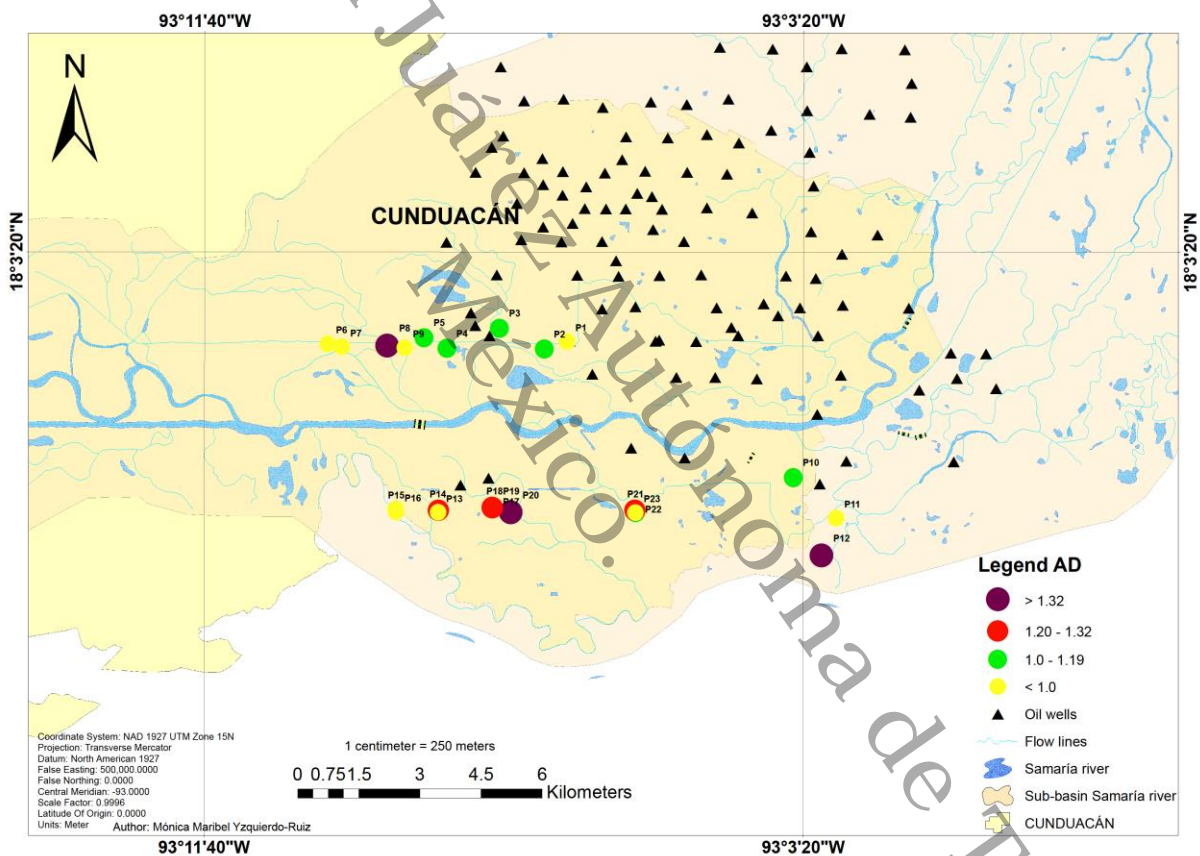 93°11'40"W
93°3'20"W
N
18°3'20"N
18°3'20"N
CUNDUACÁN
P6
P7
P8
P9
P5
P4
P3
P2
P1
P10
P11
P12
P15
P16
P14
P13
P18
P19
P17
P20
P21
P23
P22
Juárez Autónoma de T
México.
Legend AD
> 1.32
1.20 - 1.32
1.0 - 1.19
< 1.0
Oil wells
Flow lines
Samaría river
Sub-basin Samaría river
CUNDUACÁN
Coordinate System: NAD 1927 UTM Zone 15N
Projection: Transverse Mercator
Datum: North American 1927
False Easting: 500,000.0000
False Northing: 0.0000
Central Meridian: -93.0000
Scale Factor: 0.9996
Latitude Of Origin: 0.0000
Units: Meter
Author: Mónica Maribel Yzquierdo-Ruiz
1 centimeter = 250 meters
0 0.751.5 3 4.5 6
Kilometers
93°11'40"W
93°3'20"W